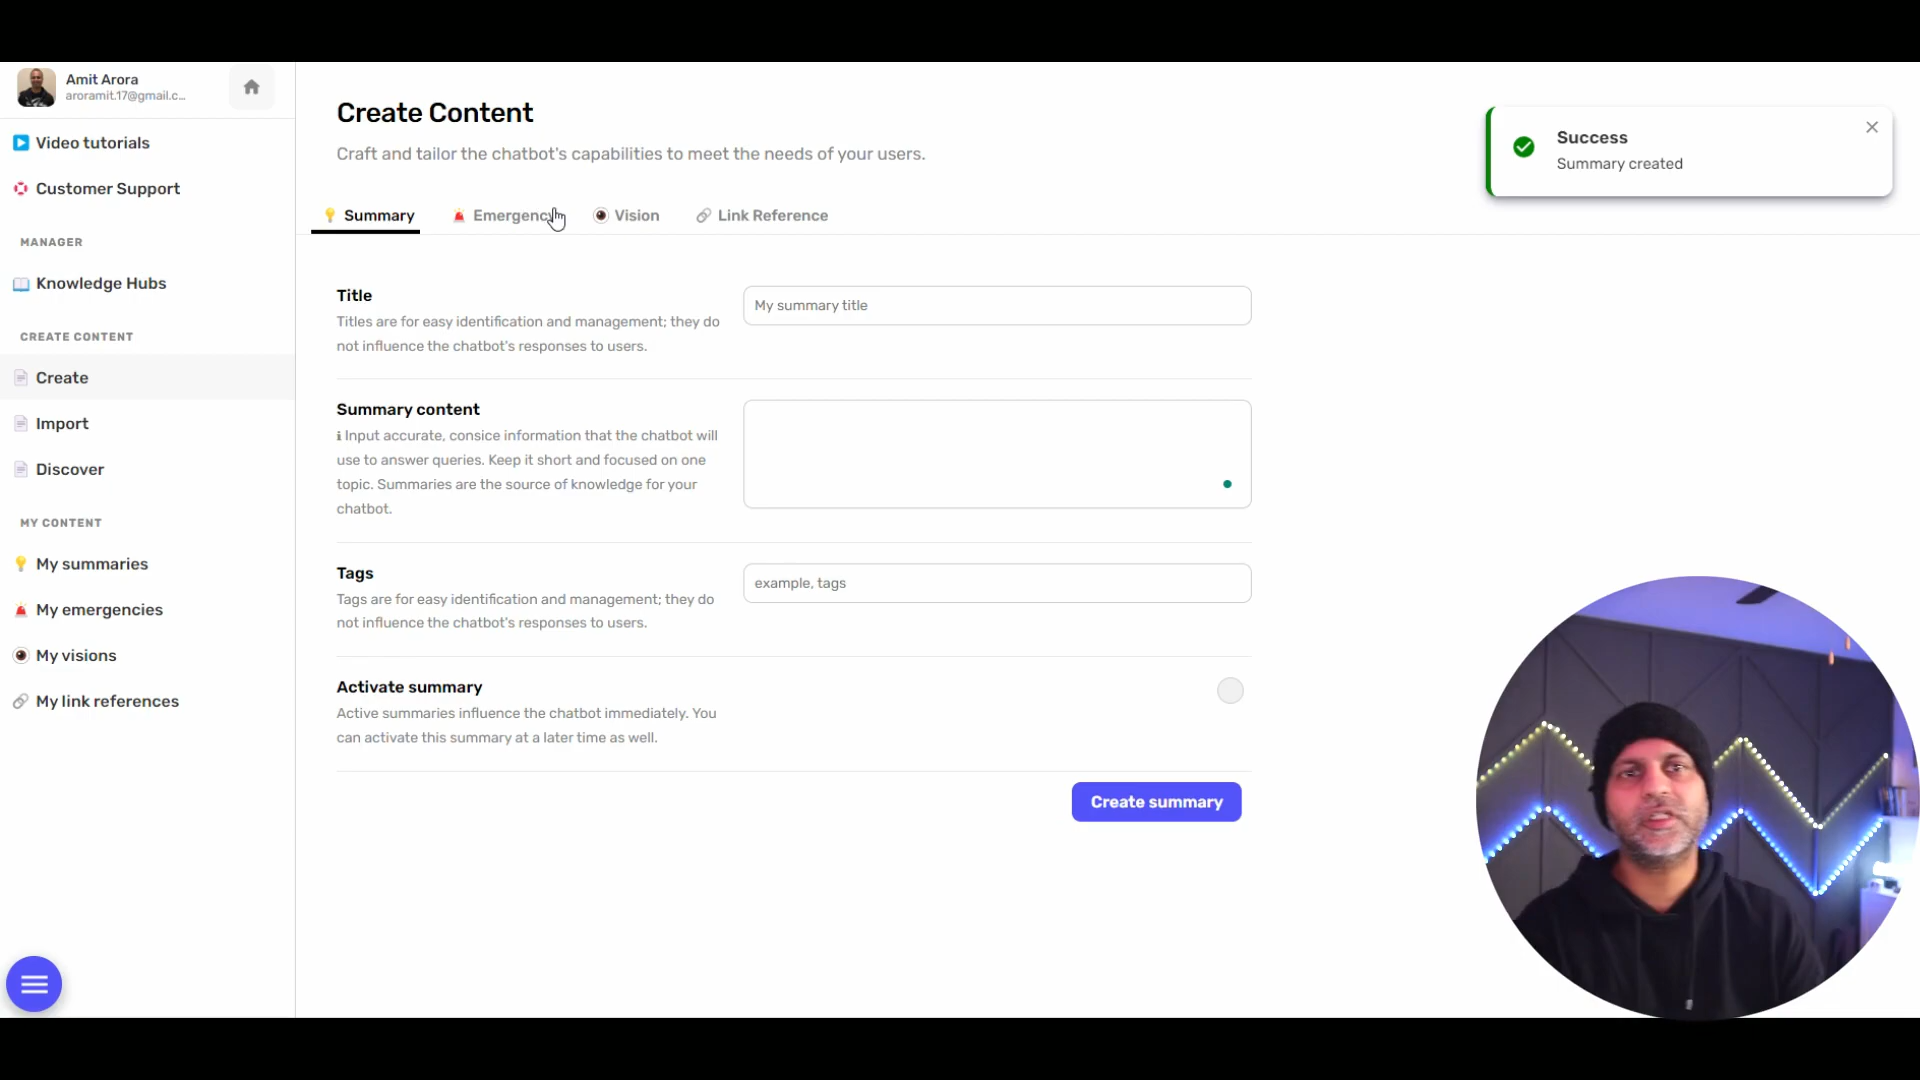 Amit Arora
aroramit.17@gmail.c...
Video tutorials
Customer Support
MANAGER
Knowledge Hubs
CREATE CONTENT
Create
Import
Discover
MY CONTENT
My summaries
My emergencies
My visions
My link references
Create Content
Craft and tailor the chatbot's capabilities to meet the needs of your users.
Summary
Emergency
Vision
Link Reference
Title
Titles are for easy identification and management; they do
not influence the chatbot's responses to users.
My summary title
Summary content
i Input accurate, consice information that the chatbot will
use to answer queries. Keep it short and focused on one
topic. Summaries are the source of knowledge for your
chatbot.
Tags
Tags are for easy identification and management; they do
not influence the chatbot's responses to users.
example, tags
Activate summary
Active summaries influence the chatbot immediately. You
can activate this summary at a later time as well.
Create summary
Success
Summary created